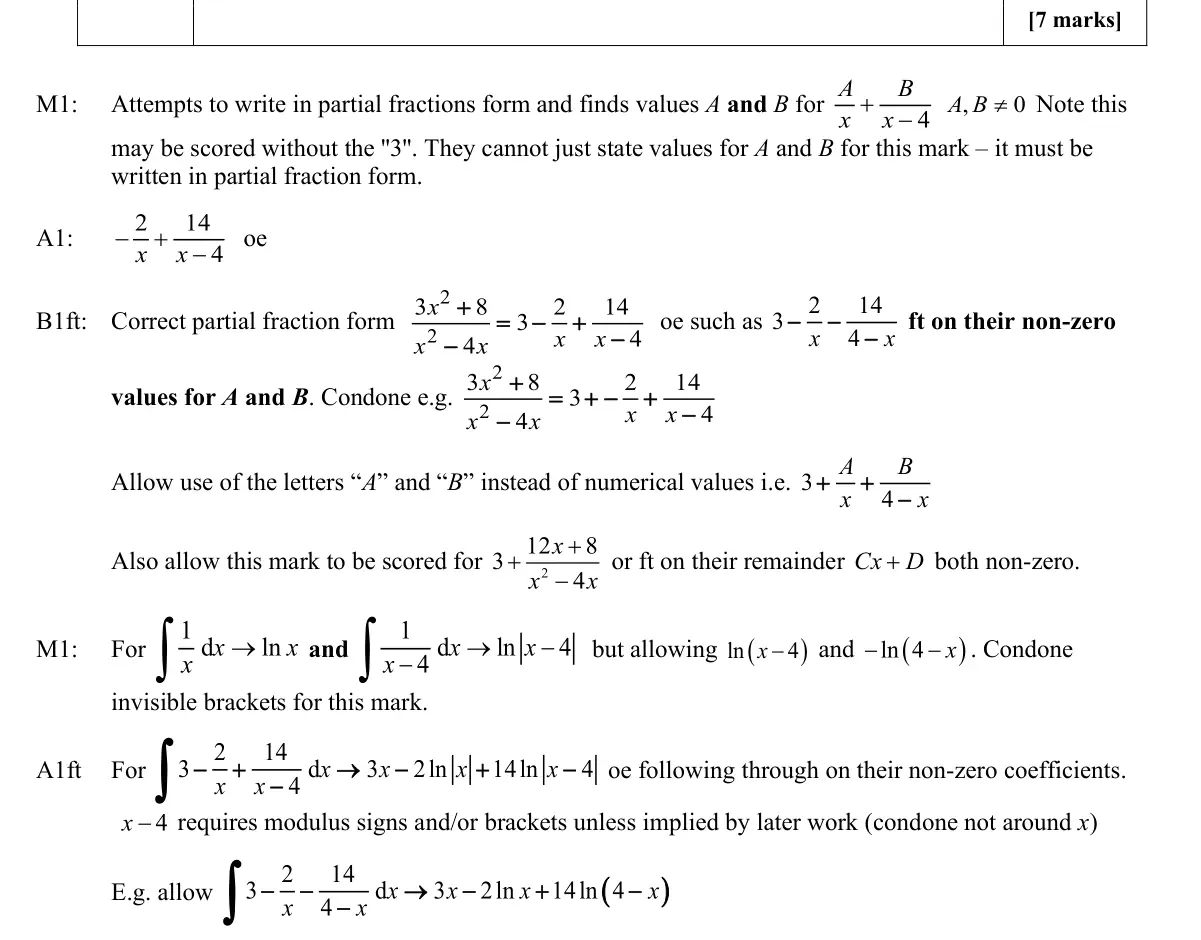 [7 marks]
M1: Attempts to write in partial fractions form and finds values A and B for A/x + B/(x − 4) A, B ≠ 0 Note this
may be scored without the "3". They cannot just state values for A and B for this mark – it must be
written in partial fraction form.
A1: −2/x + 14/(x − 4) oe
B1ft: Correct partial fraction form (3x² + 8)/(x² − 4x) = 3 − 2/x + 14/(x − 4) oe such as 3 − 2/x − 14/(4 − x) ft on their non-zero
values for A and B. Condone e.g. (3x² + 8)/(x² − 4x) = 3 + − 2/x + 14/(x − 4)
Allow use of the letters “A” and “B” instead of numerical values i.e. 3 + A/x + B/(4 − x)
Also allow this mark to be scored for 3 + (12x + 8)/(x² − 4x) or ft on their remainder Cx + D both non-zero.
M1: For ∫ 1/x dx → ln x and ∫ 1/(x − 4) dx → ln|x − 4| but allowing ln(x − 4) and −ln(4 − x). Condone
invisible brackets for this mark.
A1ft For ∫ 3 − 2/x + 14/(x − 4) dx → 3x − 2 ln|x| + 14 ln|x − 4| oe following through on their non-zero coefficients.
x − 4 requires modulus signs and/or brackets unless implied by later work (condone not around x)
E.g. allow ∫ 3 − 2/x − 14/(4 − x) dx → 3x − 2 ln x + 14 ln(4 − x)